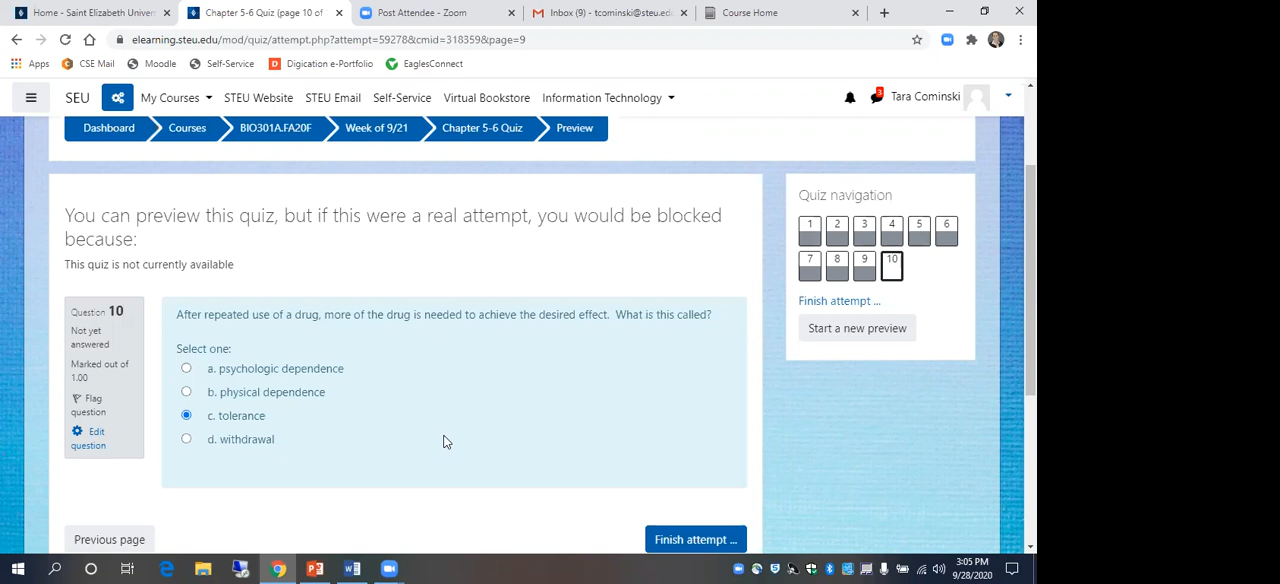 Home - Saint Elizabeth Univer
Chapter 5-6 Quiz (page 10 of
Post Attendee - Zoom
Inbox (9) - tcominski@steu.ed
Course Home
elearning.steu.edu/mod/quiz/attempt.php?attempt=59278&cmid=318359&page=9
Apps
CSE Mail
Moodle
Self-Service
Digication e-Portfolio
EaglesConnect
SEU
My Courses
STEU Website
STEU Email
Self-Service
Virtual Bookstore
Information Technology
3
Tara Cominski
Dashboard
Courses
BIO301A.FA20F
Week of 9/21
Chapter 5-6 Quiz
Preview
You can preview this quiz, but if this were a real attempt, you would be blocked
because:
This quiz is not currently available
Question 10
Not yet
answered
Marked out of
1.00
Flag
question
Edit
question
After repeated use of a drug, more of the drug is needed to achieve the desired effect. What is this called?
Select one:
a. psychologic dependence
b. physical dependence
c. tolerance
d. withdrawal
Previous page
Finish attempt ...
Quiz navigation
1 2 3 4 5 6
7 8 9 10
Finish attempt ...
Start a new preview
3:05 PM
9/28/2020